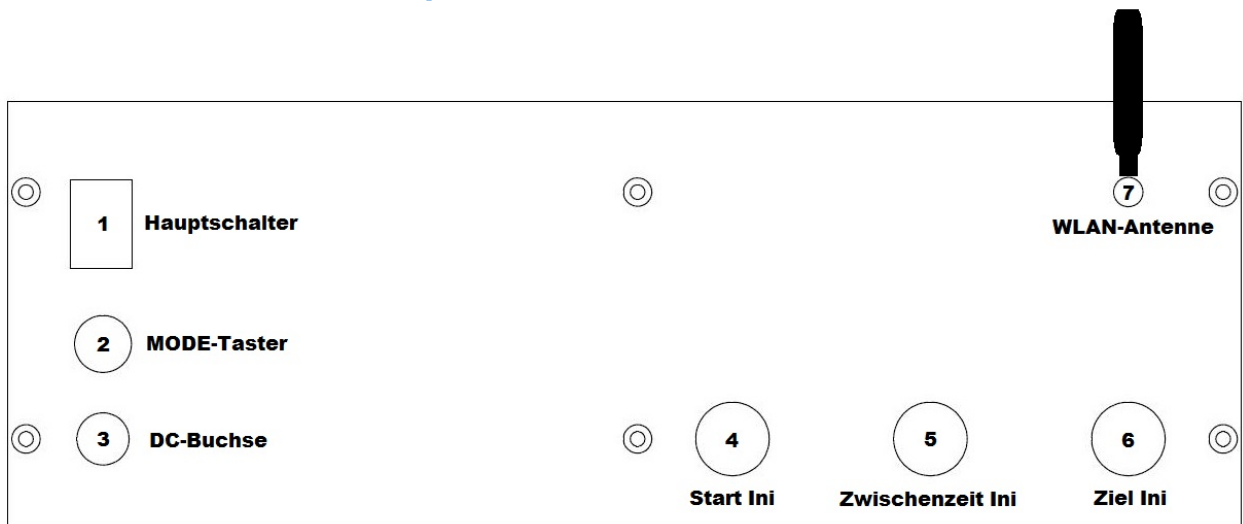 7
WLAN-Antenne
1 Hauptschalter
2 MODE-Taster
3 DC-Buchse
4
Start Ini
5
Zwischenzeit Ini
6
Ziel Ini